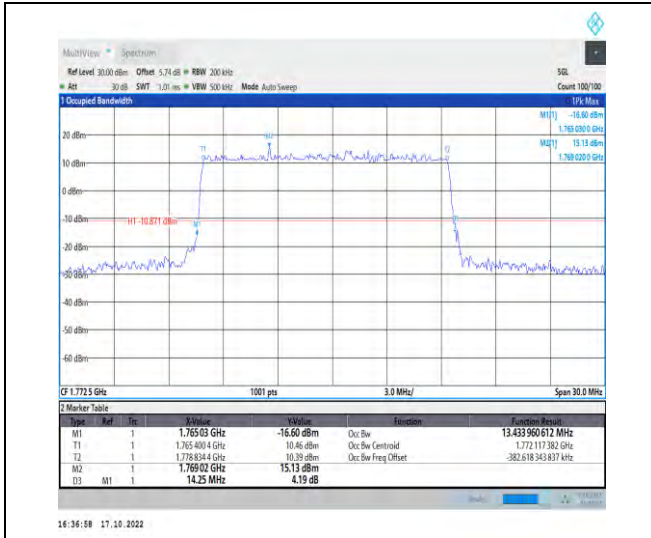 MultiView Spectrum
Ref Level 30.00 dBm Offset 5.74 dB RBW 200 kHz SGL
Att 30 dB SWT 1.01 ms VBW 500 kHz Mode Auto Sweep Count 100/100
1 Occupied Bandwidth 1Pk Max
M1[1] -16.60 dBm
1.765 030 0 GHz
M2[1] 15.13 dBm
1.769 020 0 GHz
20 dBm
M2
T1 T2
10 dBm
0 dBm
-10 dBm
H1 -10.871 dBm
M1
-20 dBm
-30 dBm
-40 dBm
-50 dBm
-60 dBm
CF 1.772 5 GHz 1001 pts 3.0 MHz/ Span 30.0 MHz
2 Marker Table
Type Ref Trc X-Value Y-Value Function Function Result
M1 1 1.765 03 GHz -16.60 dBm Occ Bw 13.433 960 612 MHz
T1 1 1.765 400 4 GHz 10.46 dBm Occ Bw Centroid 1.772 117 382 GHz
T2 1 1.778 834 4 GHz 10.39 dBm Occ Bw Freq Offset -382.618 343 837 kHz
M2 1 1.769 02 GHz 15.13 dBm
D3 M1 1 14.25 MHz 4.19 dB
16:36:58 17.10.2022